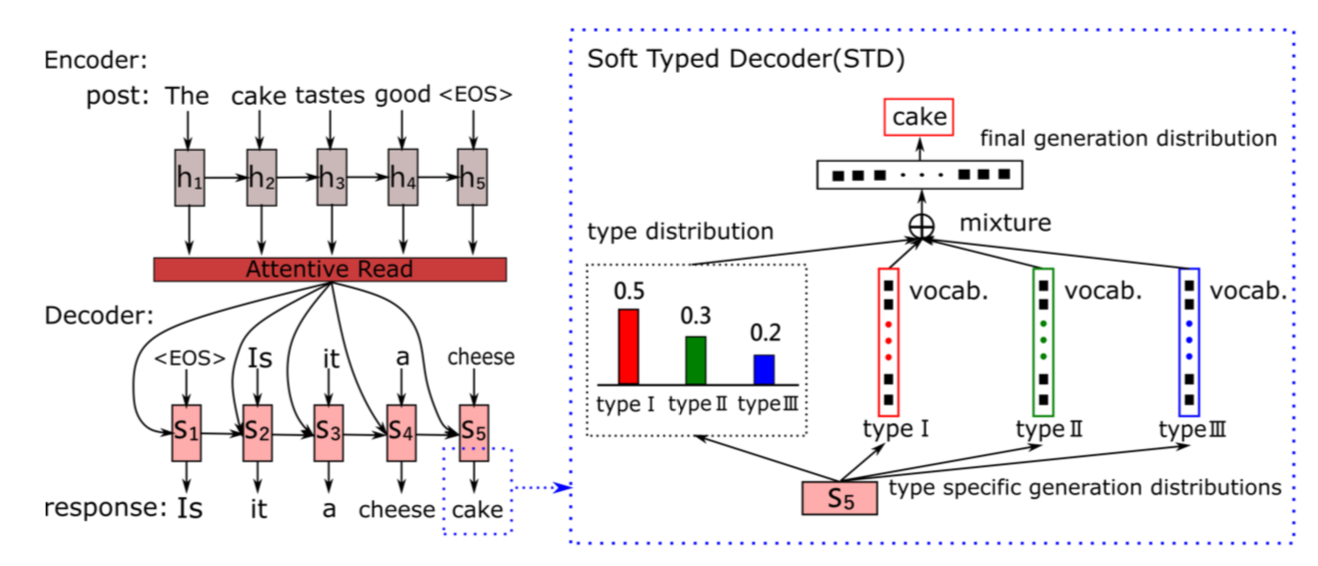 Encoder:
post: The cake tastes good <EOS>
h₁ h₂ h₃ h₄ h₅
Attentive Read
Decoder:
<EOS> Is it a cheese
S₁ S₂ S₃ S₄ S₅
response: Is it a cheese cake
Soft Typed Decoder(STD)
cake
final generation distribution
mixture
type distribution
0.5
0.3
0.2
type Ⅰ type Ⅱ type Ⅲ
vocab. vocab. vocab.
type Ⅰ type Ⅱ type Ⅲ
S₅
type specific generation distributions